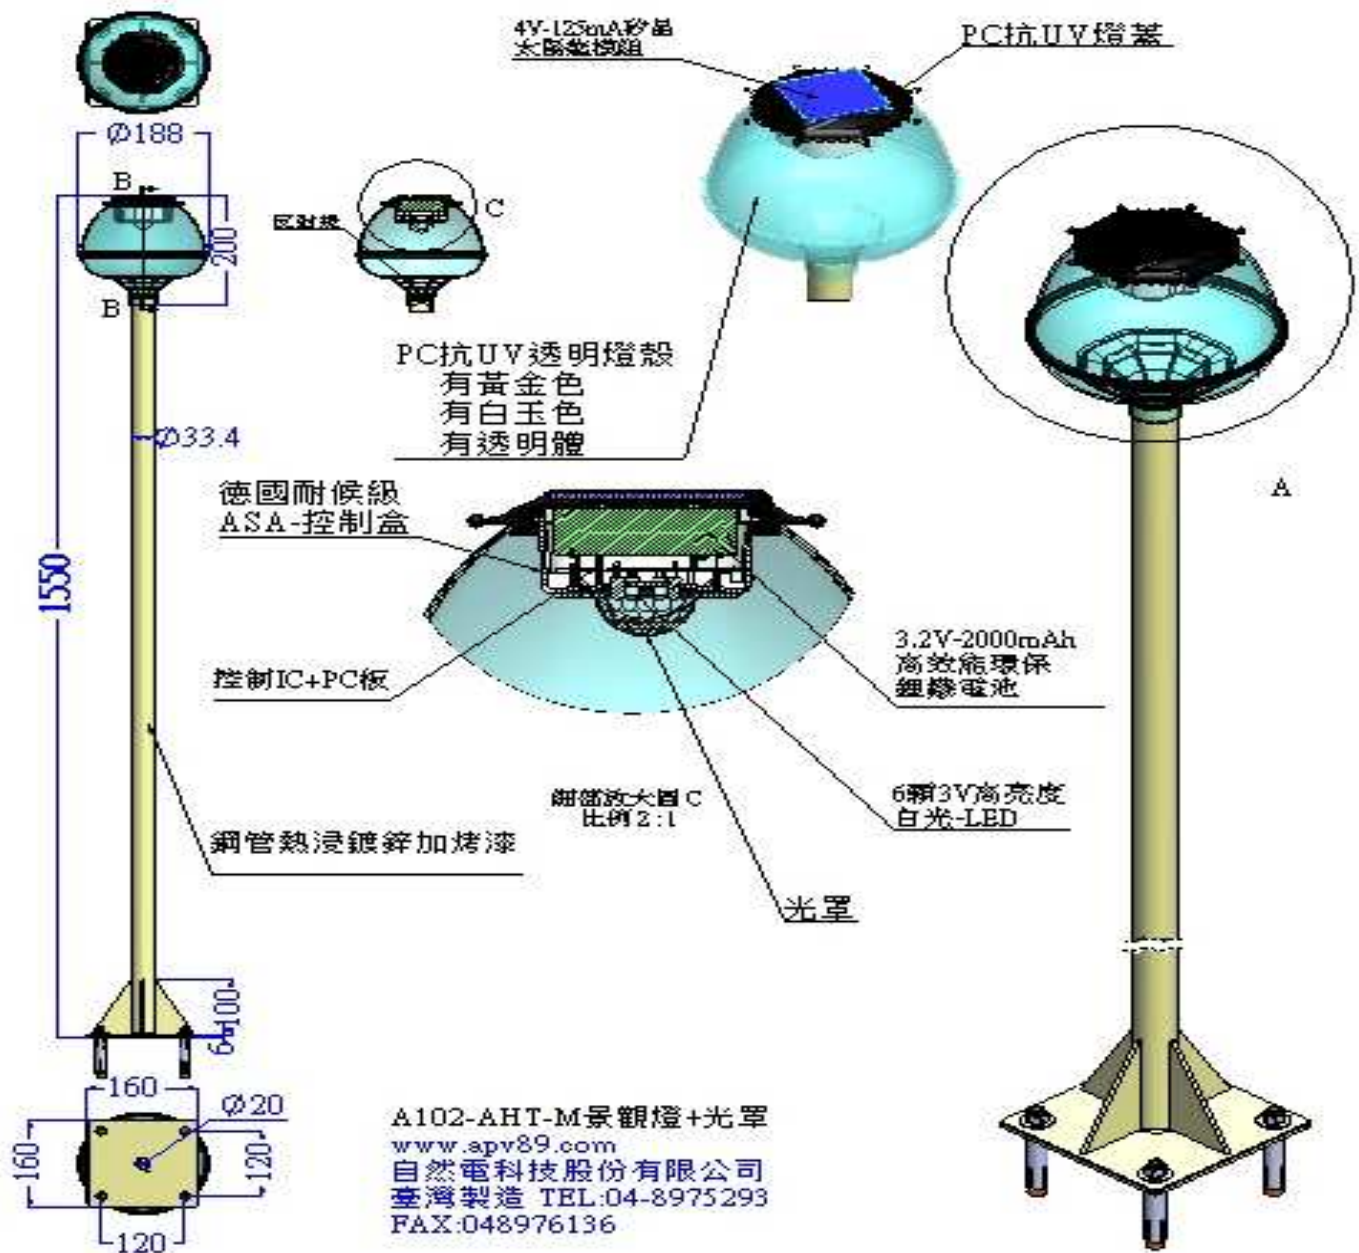 4V-125mA矽晶
太陽能模組
PC抗UV燈蓋
Ø188
B
C
200
B
PC抗UV透明燈殼
有黃金色
有白玉色
有透明體
Ø33.4
德國耐候級
ASA-控制盒
A
1550
控制IC+PC板
3.2V-2000mAh
高效能環保
鋰鐵電池
細部放大圖 C
比例 2 : 1
6顆3V高亮度
白光-LED
鋼管熱浸鍍鋅加烤漆
光罩
100
6
160
Ø20
160
120
120
A102-AHT-M景觀燈+光罩
www.apv89.com
自然電科技股份有限公司
臺灣製造 TEL:04-8975293
FAX:048976136